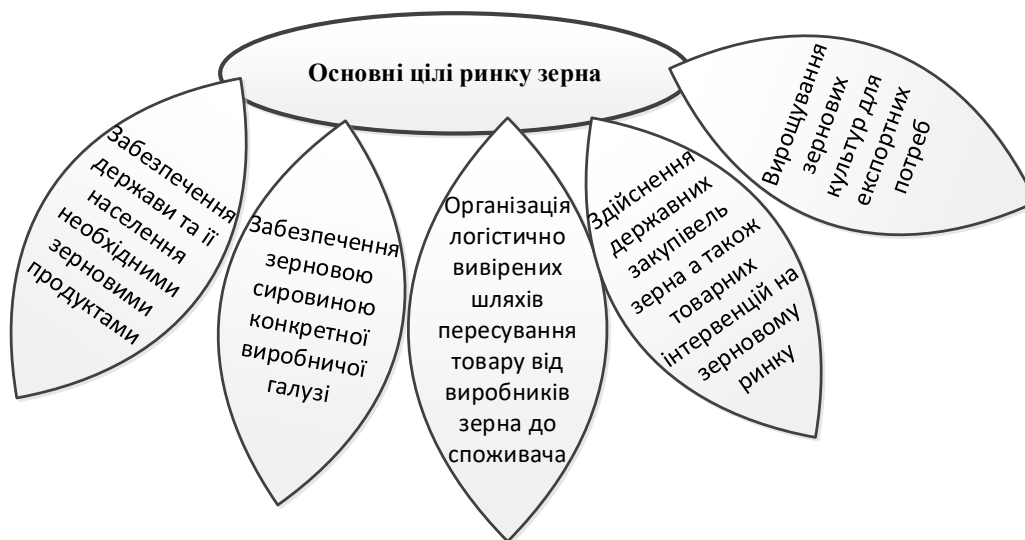 Основні цілі ринку зерна
Забезпечення
держави та її
населення
необхідними
зерновими
продуктами
Забезпечення
зерновою
сировиною
конкретної
виробничої
галузі
Організація
логістично
вивірених
шляхів
пересування
товару від
виробників
зерна до
споживача
Здійснення
державних
закупівель
зерна а також
товарних
інтервенцій на
зерновому
ринку
Вирощування
зернових
культур для
експортних
потреб